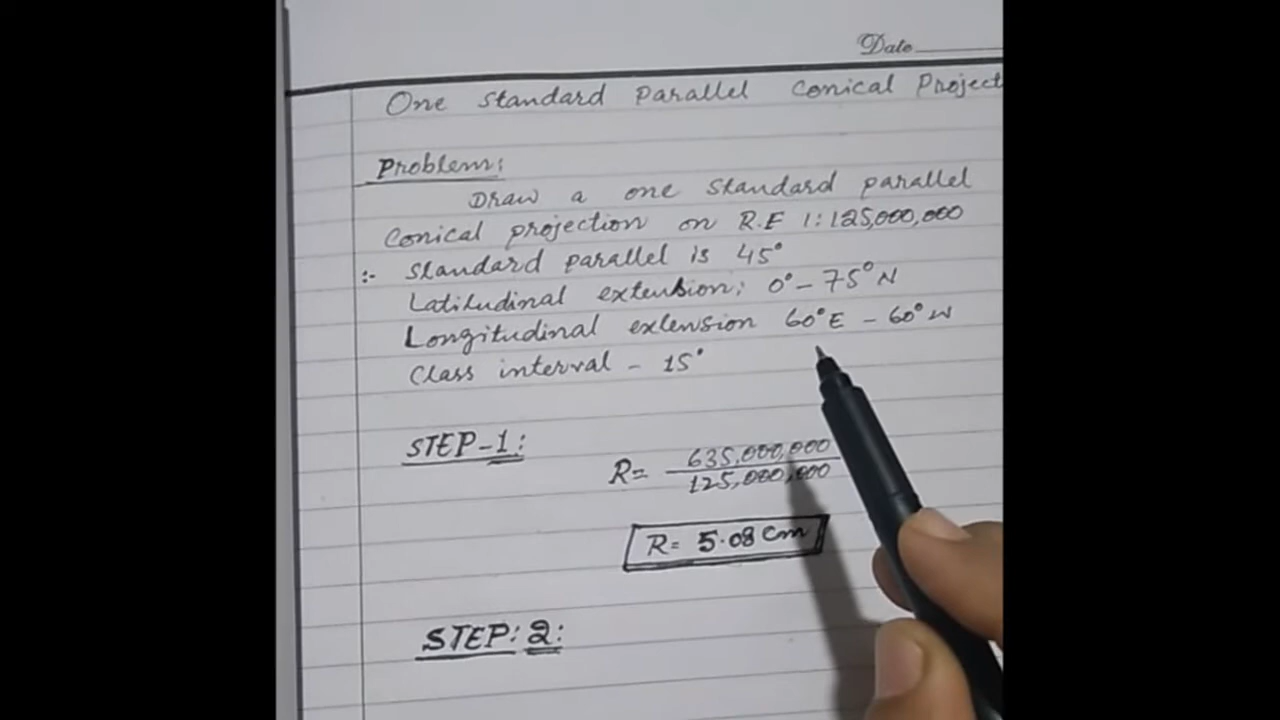 Date
One Standard Parallel Conical Project
Problem:
Draw a one Standard parallel
Conical projection on R.F 1:125,000,000
:- Standard parallel is 45°
Latitudinal extension: 0° - 75° N
Longitudinal extension 60° E - 60° W
Class interval - 15°
STEP-1:
R= 635,000,000
125,000,000
R= 5.08 Cm
STEP: 2: